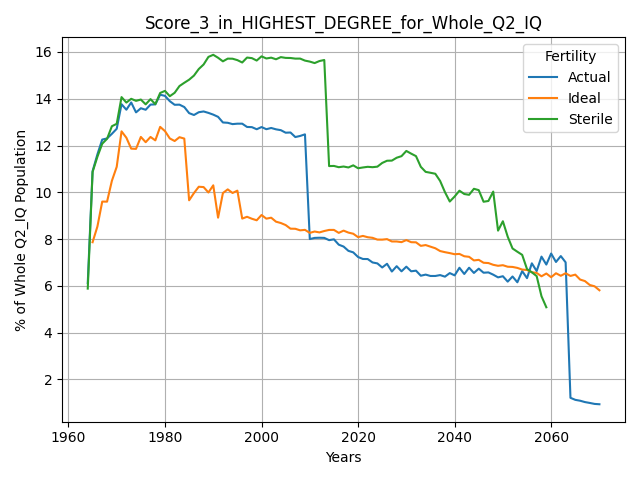 Score_3_in_HIGHEST_DEGREE_for_Whole_Q2_IQ
% of Whole Q2_IQ Population
16
14
12
10
8
6
4
2
Fertility
Actual
Ideal
Sterile
1960 1980 2000 2020 2040 2060
Years